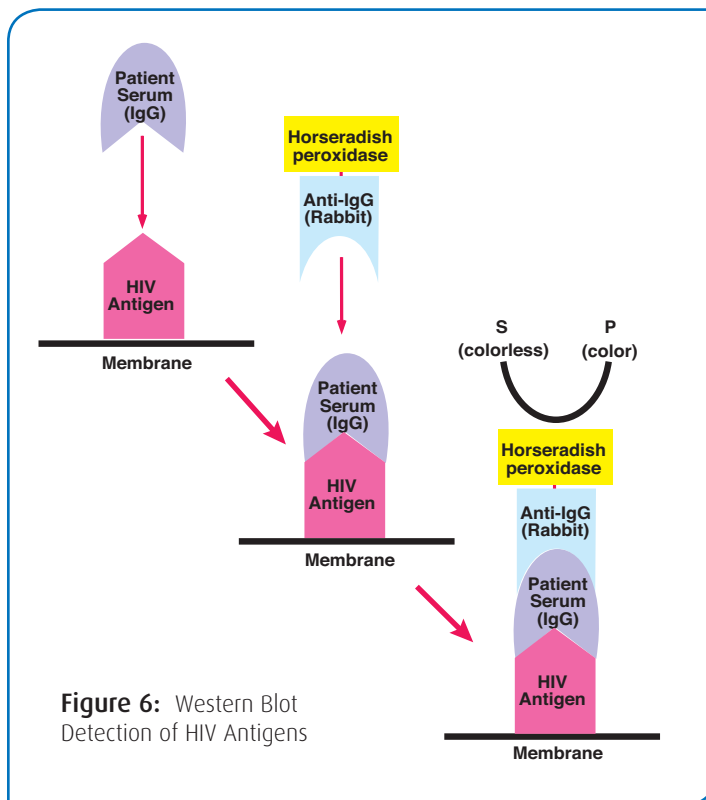 Patient
Serum
(IgG)
HIV
Antigen
Membrane
Horseradish
peroxidase
Anti-IgG
(Rabbit)
Patient
Serum
(IgG)
HIV
Antigen
Membrane
S
(colorless)
P
(color)
Horseradish
peroxidase
Anti-IgG
(Rabbit)
Patient
Serum
(IgG)
HIV
Antigen
Membrane
Figure 6: Western Blot
Detection of HIV Antigens